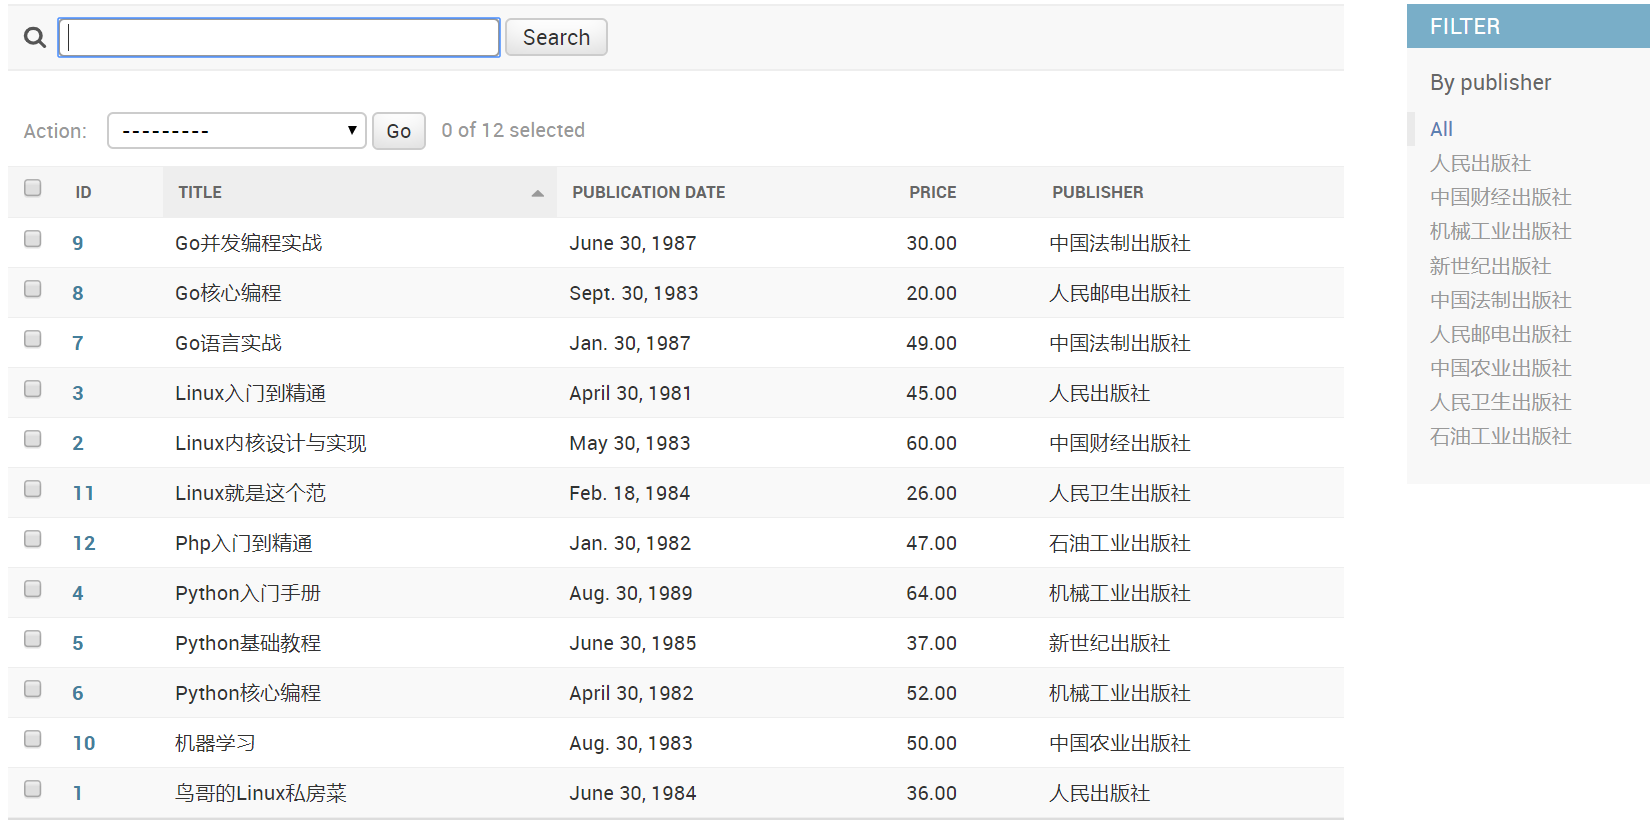 Search
Action: --------- Go 0 of 12 selected
ID TITLE PUBLICATION DATE PRICE PUBLISHER
9 Go并发编程实战 June 30, 1987 30.00 中国法制出版社
8 Go核心编程 Sept. 30, 1983 20.00 人民邮电出版社
7 Go语言实战 Jan. 30, 1987 49.00 中国法制出版社
3 Linux入门到精通 April 30, 1981 45.00 人民出版社
2 Linux内核设计与实现 May 30, 1983 60.00 中国财经出版社
11 Linux就是这个范 Feb. 18, 1984 26.00 人民卫生出版社
12 Php入门到精通 Jan. 30, 1982 47.00 石油工业出版社
4 Python入门手册 Aug. 30, 1989 64.00 机械工业出版社
5 Python基础教程 June 30, 1985 37.00 新世纪出版社
6 Python核心编程 April 30, 1982 52.00 机械工业出版社
10 机器学习 Aug. 30, 1983 50.00 中国农业出版社
1 鸟哥的Linux私房菜 June 30, 1984 36.00 人民出版社
FILTER
By publisher
All
人民出版社
中国财经出版社
机械工业出版社
新世纪出版社
中国法制出版社
人民邮电出版社
中国农业出版社
人民卫生出版社
石油工业出版社